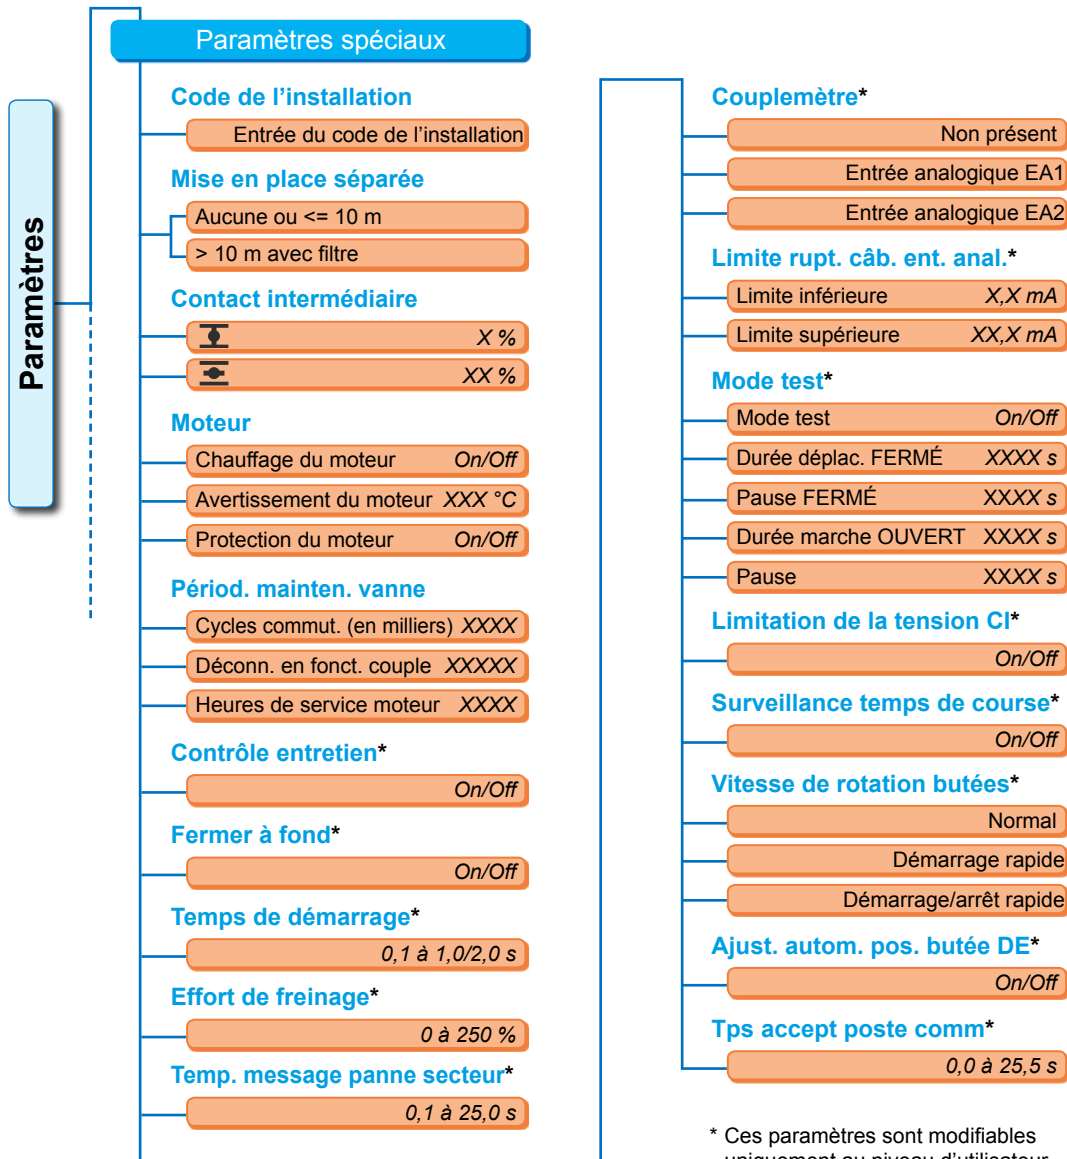 Paramètres
Paramètres spéciaux
Code de l’installation
Entrée du code de l’installation
Mise en place séparée
Aucune ou <= 10 m
> 10 m avec filtre
Contact intermédiaire
X %
XX %
Moteur
Chauffage du moteur On/Off
Avertissement du moteur XXX °C
Protection du moteur On/Off
Périod. mainten. vanne
Cycles commut. (en milliers) XXXX
Déconn. en fonct. couple XXXXX
Heures de service moteur XXXX
Contrôle entretien*
On/Off
Fermer à fond*
On/Off
Temps de démarrage*
0,1 à 1,0/2,0 s
Effort de freinage*
0 à 250 %
Temp. message panne secteur*
0,1 à 25,0 s
Couplemètre*
Non présent
Entrée analogique EA1
Entrée analogique EA2
Limite rupt. câb. ent. anal.*
Limite inférieure X,X mA
Limite supérieure XX,X mA
Mode test*
Mode test On/Off
Durée déplac. FERMÉ XXXX s
Pause FERMÉ XXXX s
Durée marche OUVERT XXXX s
Pause XXXX s
Limitation de la tension CI*
On/Off
Surveillance temps de course*
On/Off
Vitesse de rotation butées*
Normal
Démarrage rapide
Démarrage/arrêt rapide
Ajust. autom. pos. butée DE*
On/Off
Tps accept poste comm*
0,0 à 25,5 s
* Ces paramètres sont modifiables
uniquement au niveau d’utilisateur